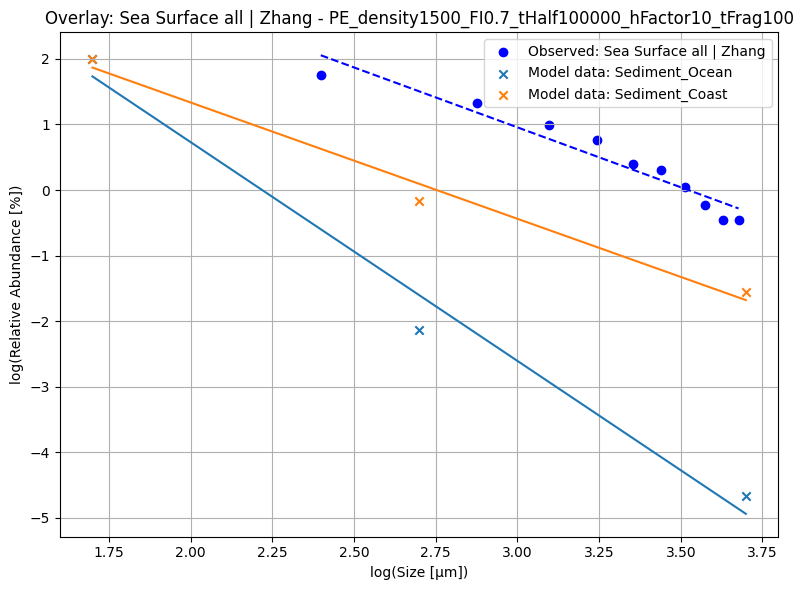 Overlay: Sea Surface all | Zhang - PE_density1500_FI0.7_tHalf100000_hFactor10_tFrag100
Observed: Sea Surface all | Zhang
Model data: Sediment_Ocean
Model data: Sediment_Coast
log(Relative Abundance [%])
2
1
0
−1
−2
−3
−4
−5
1.75
2.00
2.25
2.50
2.75
3.00
3.25
3.50
3.75
log(Size [μm])